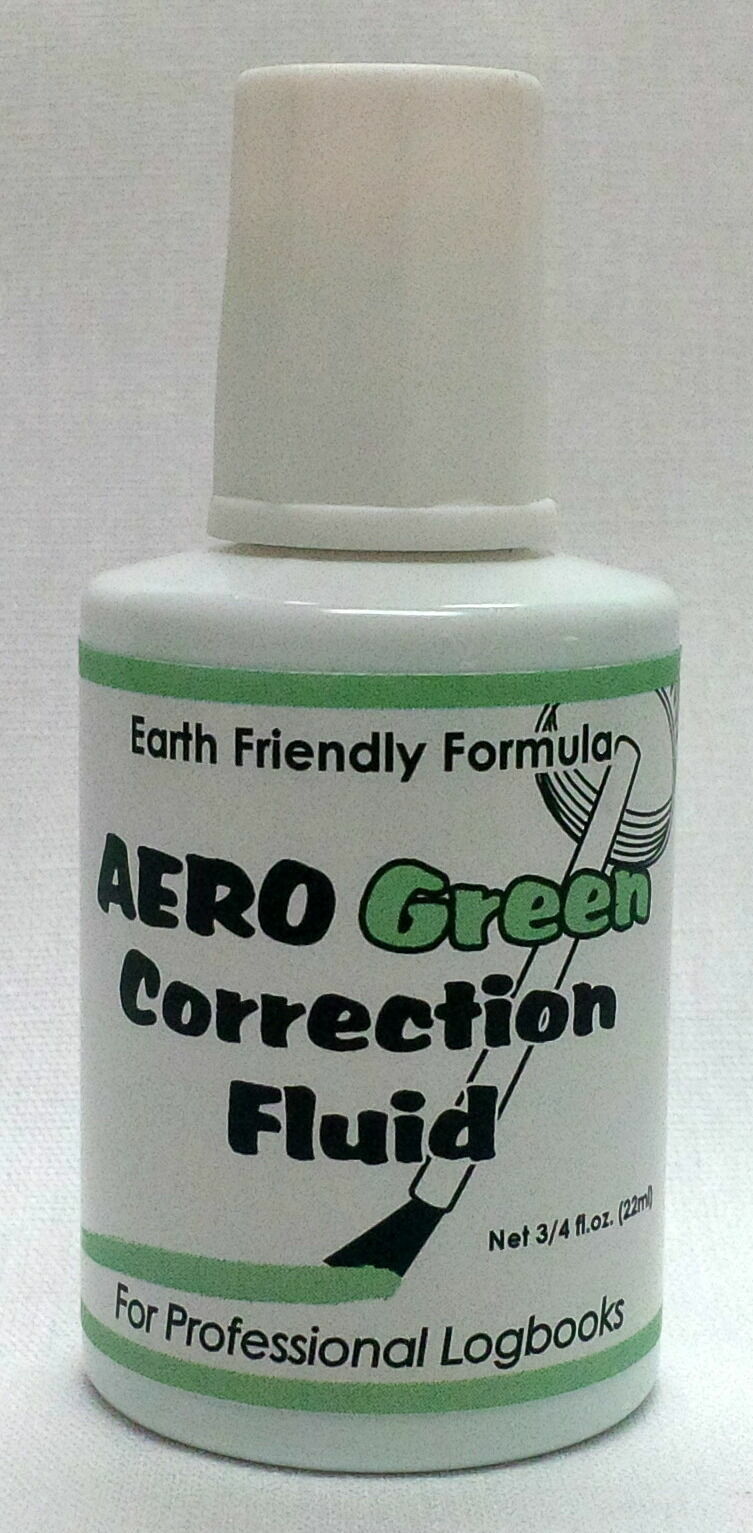 Earth Friendly Formula
AERO Green
Correction
Fluid
Net 3/4 fl.oz. (22ml)
For Professional Logbooks